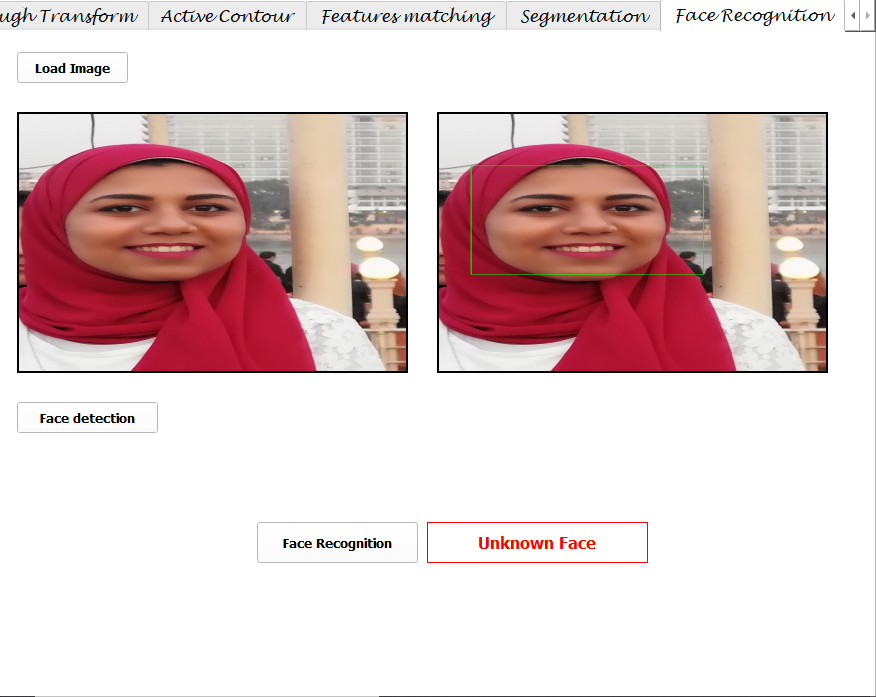 ugh Transform Active Contour Features matching Segmentation Face Recognition
Load Image
Face detection
Face Recognition Unknown Face